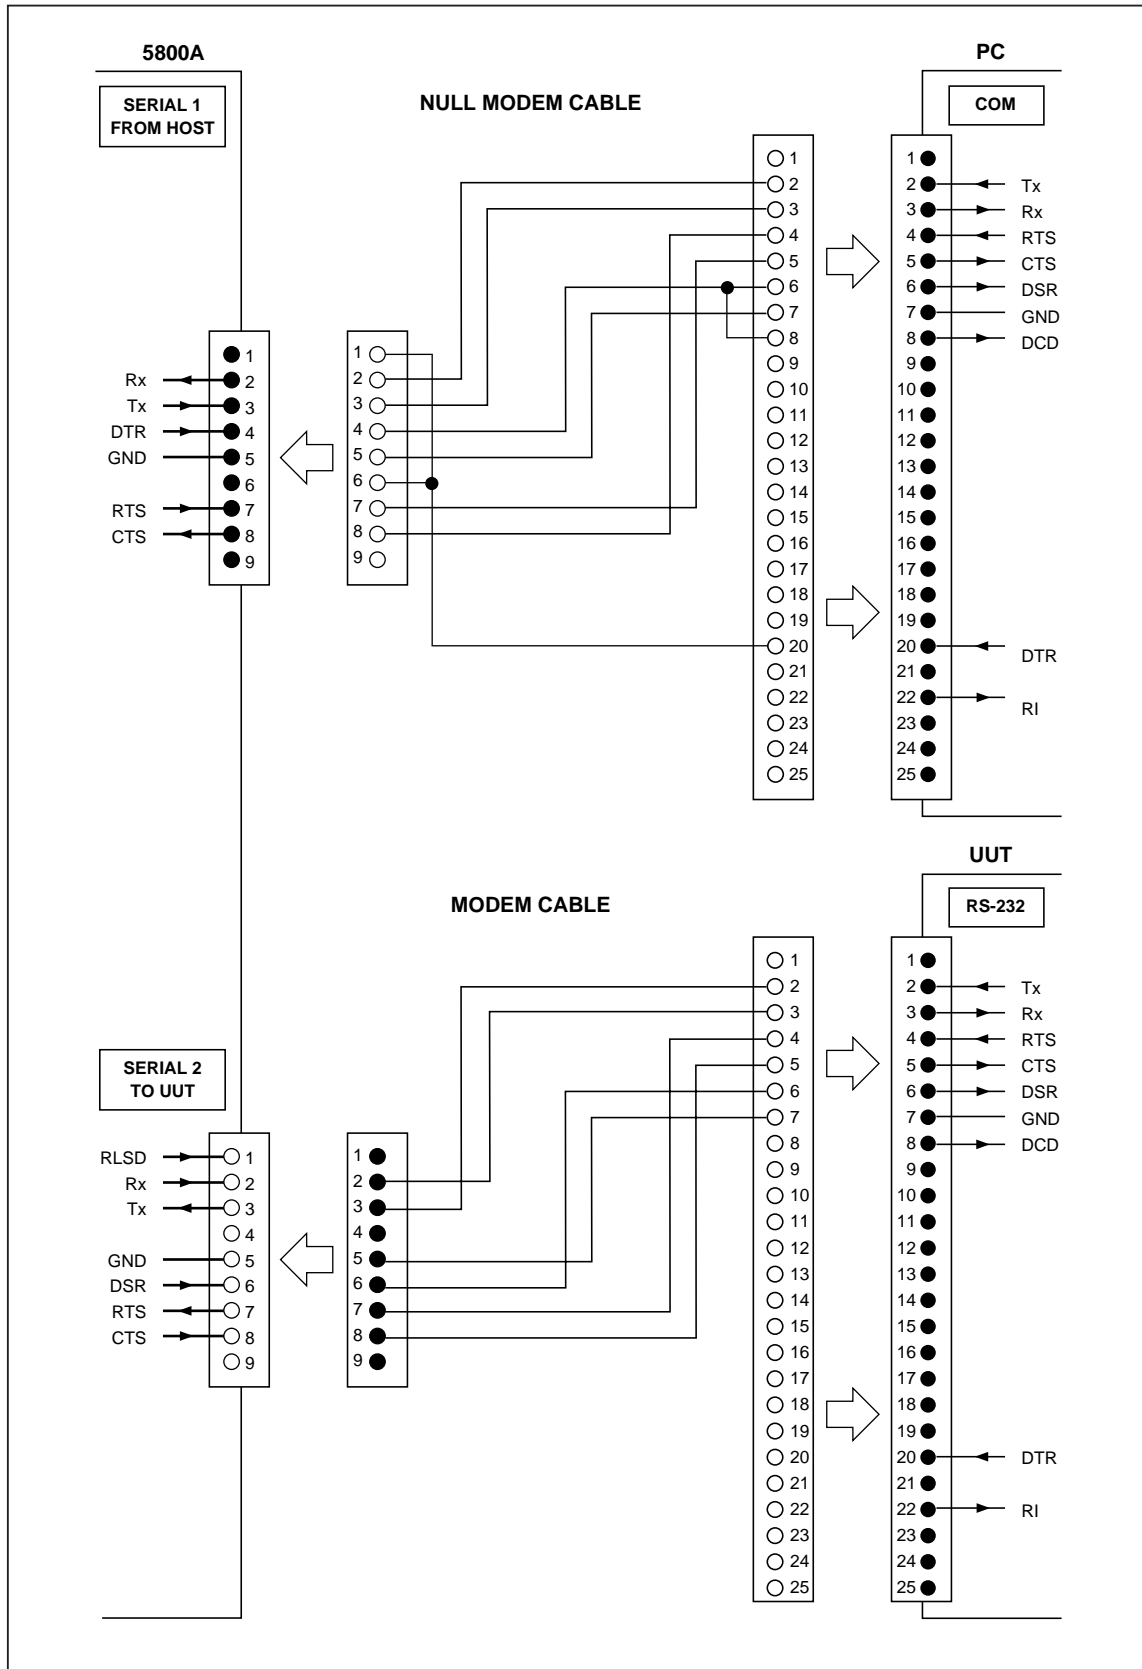 5800A
PC
SERIAL 1
FROM HOST
NULL MODEM CABLE
COM
1
2
3
4
5
6
7
8
9
10
11
12
13
14
15
16
17
18
19
20
21
22
23
24
25
1
2 Tx
3 Rx
4 RTS
5 CTS
6 DSR
7 GND
8 DCD
9
10
11
12
13
14
15
16
17
18
19
20 DTR
21
22 RI
23
24
25
1
Rx 2
Tx 3
DTR 4
GND 5
6
RTS 7
CTS 8
9
1
2
3
4
5
6
7
8
9
UUT
MODEM CABLE
RS-232
1
2
3
4
5
6
7
8
9
10
11
12
13
14
15
16
17
18
19
20
21
22
23
24
25
1
2 Tx
3 Rx
4 RTS
5 CTS
6 DSR
7 GND
8 DCD
9
10
11
12
13
14
15
16
17
18
19
20 DTR
21
22 RI
23
24
25
SERIAL 2
TO UUT
RLSD 1
Rx 2
Tx 3
4
GND 5
DSR 6
RTS 7
CTS 8
9
1
2
3
4
5
6
7
8
9